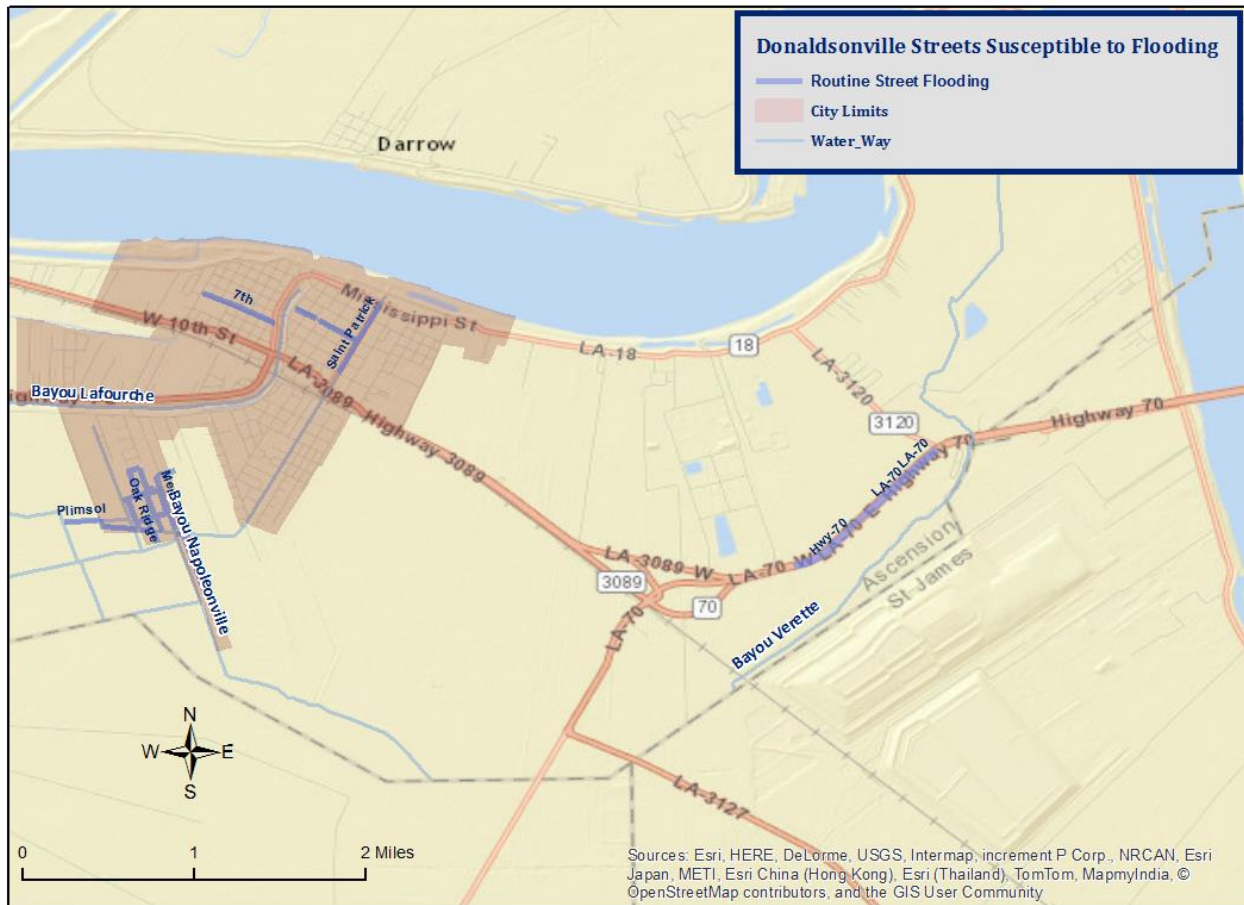 Donaldsonville Streets Susceptible to Flooding
Routine Street Flooding
City Limits
Water_Way
Darrow
7th
Mississippi St
Saint Patrick
W 10th St
LA-18
18
LA-3120
3120
LA-3089
Highway 3089
Bayou Lafourche
Highway 70
LA-70
LA-70
Highway 70
LA-70 E
Hwy-70
Oak Ridge
Plimsol
Bayou Napoleonville
LA-3089 W
LA-70 W
3089
70
LA-70
Ascension
St James
Bayou Verette
LA-3127
N
W
E
S
0 1 2 Miles
Sources: Esri, HERE, DeLorme, USGS, Intermap, increment P Corp., NRCAN, Esri
Japan, METI, Esri China (Hong Kong), Esri (Thailand), TomTom, MapmyIndia, ©
OpenStreetMap contributors, and the GIS User Community